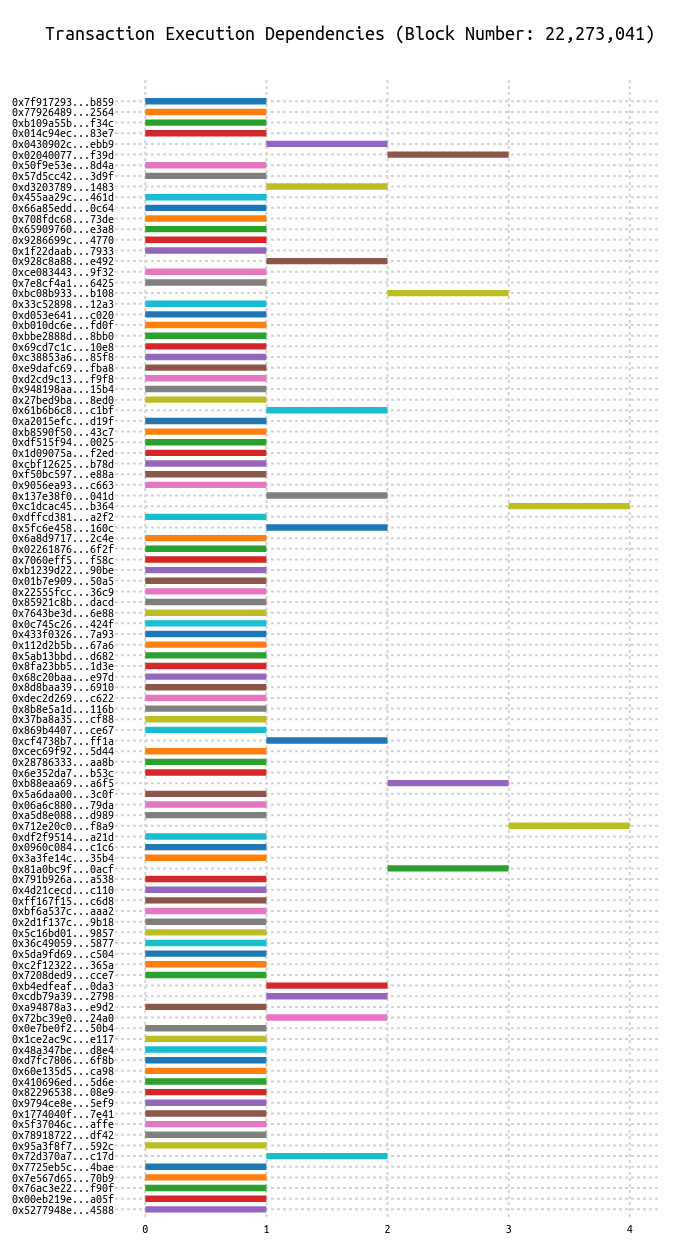 Transaction Execution Dependencies (Block Number: 22,273,041)
0x7f917293...b859
0x77926489...2564
0xb109a55b...f34c
0x014c94ec...83e7
0x0430902c...ebb9
0x02040077...f39d
0x50f9e53e...8d4a
0x57d5cc42...3d9f
0xd3203789...1483
0x455aa29c...461d
0x66a85edd...0c64
0x708fdc68...73de
0x65909760...e3a8
0x9286699c...4770
0x1f22daab...7933
0x928c8a88...e492
0xce083443...9f32
0x7e8cf4a1...6425
0xbc08b933...b108
0x33c52898...12a3
0xd053e641...c020
0xb010dc6e...fd0f
0xbbe2888d...8bb0
0x69cd7c1c...10e8
0xc38853a6...85f8
0xe9dafc69...fba8
0xd2cd9c13...f9f8
0x948198aa...15b4
0x27bed9ba...8ed0
0x61b6b6c8...c1bf
0xa2015efc...d19f
0xb8590f50...43c7
0xdf515f94...0025
0x1d09075a...f2ed
0xcbf12625...b78d
0xf50bc597...e88a
0x9056ea93...c663
0x137e38f0...041d
0xc1dcac45...b364
0xdffcd381...a2f2
0x5fc6e458...160c
0x6a8d9717...2c4e
0x02261876...6f2f
0x7060eff5...f58c
0xb1239d22...90be
0x01b7e909...50a5
0x22555fcc...36c9
0x85921c8b...dacd
0x7643be3d...6e88
0x0c745c26...424f
0x433f0326...7a93
0x112d2b5b...67a6
0x5ab13bbd...d682
0x8fa23bb5...1d3e
0x68c20baa...e97d
0x8d8baa39...6910
0xdec2d269...c622
0x8b8e5a1d...116b
0x37ba8a35...cf88
0x869b4407...ce67
0xcf4738b7...ff1a
0xcec69f92...5d44
0x28786333...aa8b
0x6e352da7...b53c
0xb88eaa69...a6f5
0x5a6daa00...3c0f
0x06a6c880...79da
0xa5d8e088...d989
0x712e20c0...f8a9
0xdf2f9514...a21d
0x0960c084...c1c6
0x3a3fe14c...35b4
0x81a0bc9f...0acf
0x791b926a...a538
0x4d21cecd...c110
0xff167f15...c6d8
0xbf6a537c...aaa2
0x2d1f137c...9b18
0x5c16bd01...9857
0x36c49059...5877
0x5da9fd69...c504
0xc2f12322...365a
0x7208ded9...cce7
0xb4edfeaf...0da3
0xcdb79a39...2798
0xa94878a3...e9d2
0x72bc39e0...24a0
0x0e7be0f2...50b4
0x1ce2ac9c...e117
0x48a347be...d8e4
0xd7fc7806...6f8b
0x60e135d5...ca98
0x410696ed...5d6e
0x82296538...08e9
0x9794ce8e...5ef9
0x1774040f...7e41
0x5f37046c...affe
0x78918722...df42
0x95a3f8f7...592c
0x72d370a7...c17d
0x7725eb5c...4bae
0x7e567d65...70b9
0x76ac3e22...f90f
0x00eb219e...a05f
0x5277948e...4588
0 1 2 3 4